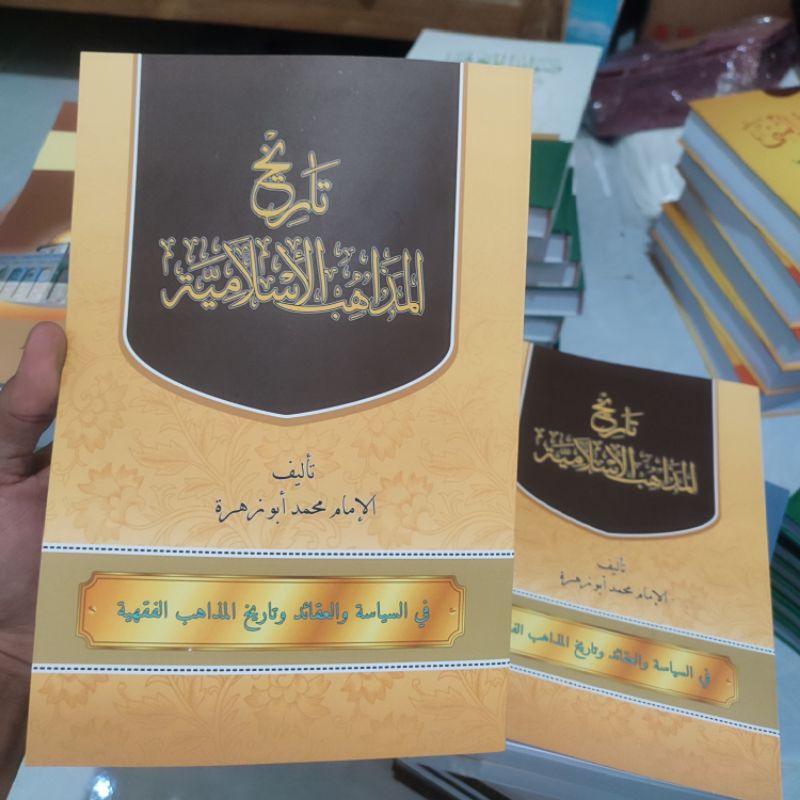 تاريخ
المذاهب الإسلامية
تأليف
الإمام محمد أبو زهرة
في السياسة والعقائد وتاريخ المذاهب الفقهية
تاريخ
المذاهب الإسلامية
تأليف
الإمام محمد أبو زهرة
في السياسة والعقائد وتاريخ المذاهب